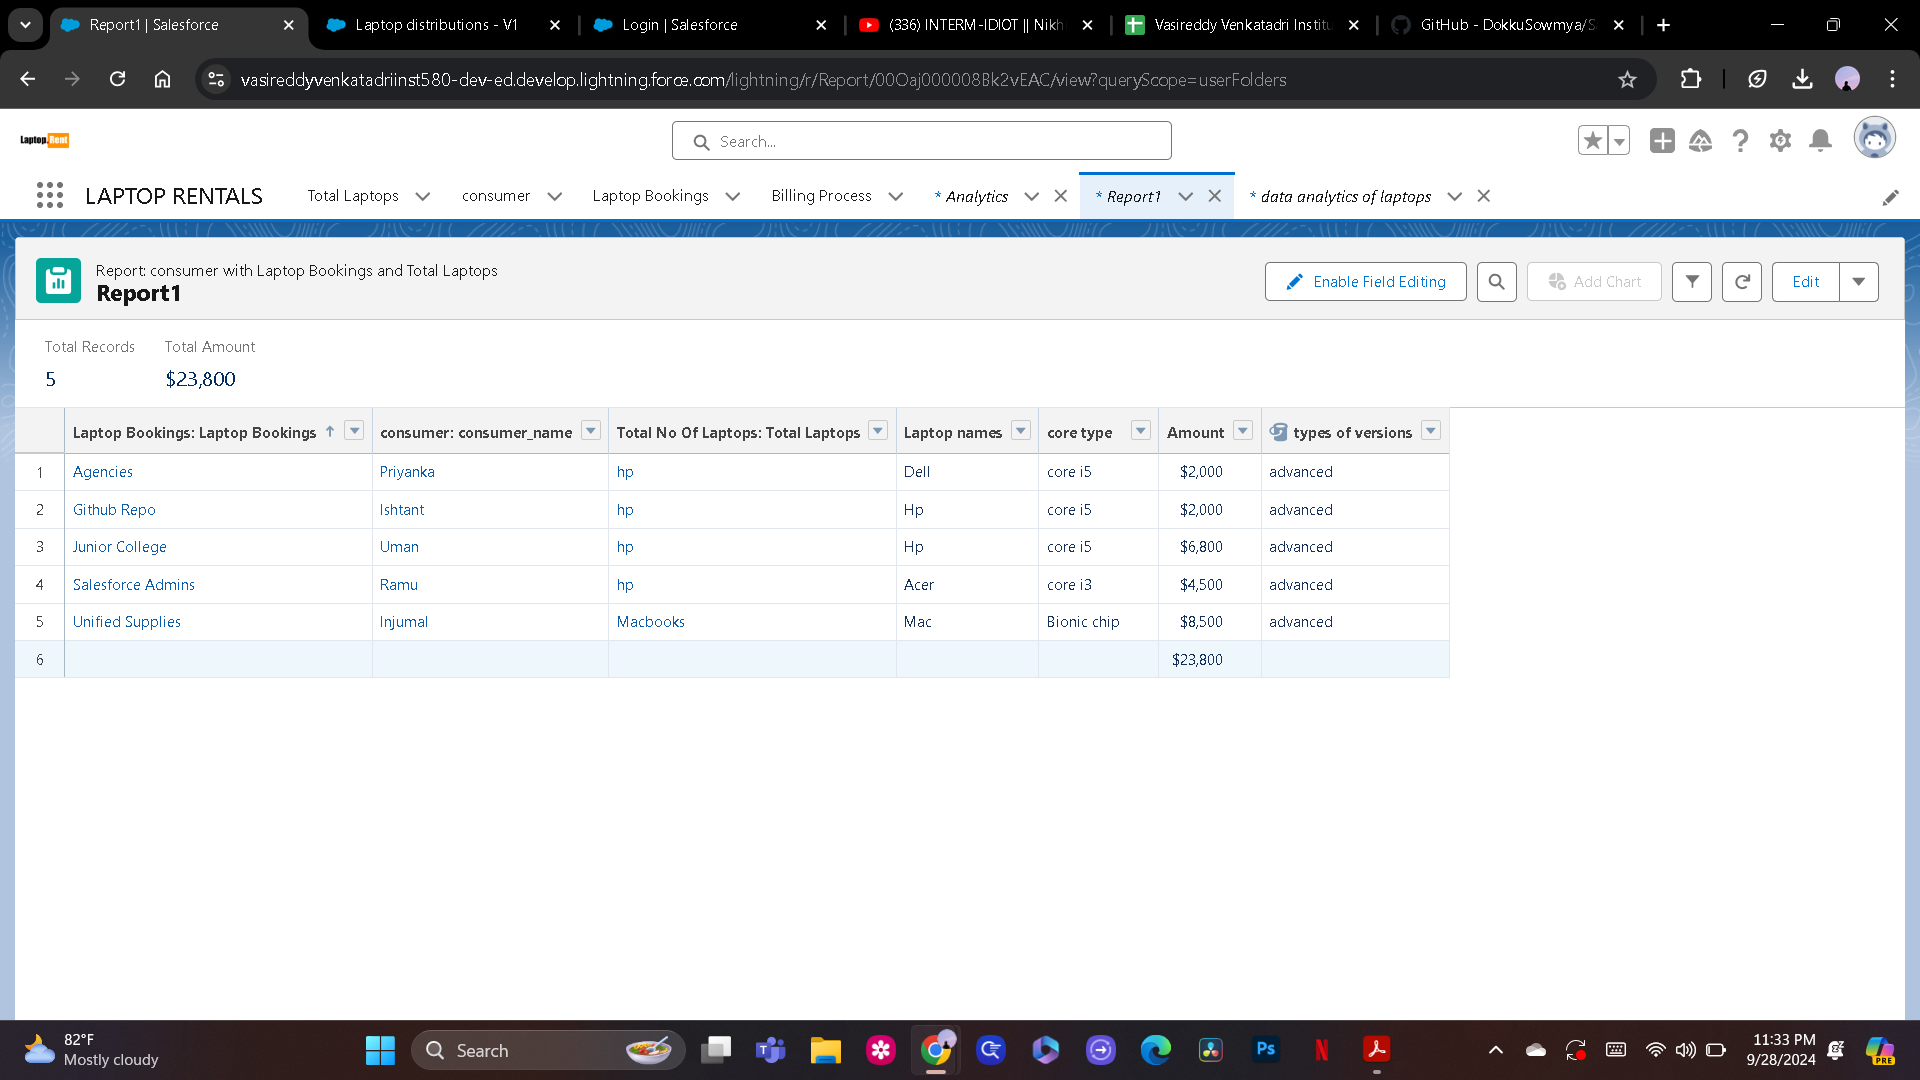 Report1 | Salesforce
Laptop distributions - V1
Login | Salesforce
(336) INTERM-IDIOT || Nikh
Vasireddy Venkatadri Institu
GitHub - DokkuSowmya/S
vasireddyvenkatadriinst580-dev-ed.develop.lightning.force.com/lightning/r/Report/00Oaj000008Bk2vEAC/view?queryScope=userFolders
Laptop Rent
Search...
LAPTOP RENTALS
Total Laptops
consumer
Laptop Bookings
Billing Process
* Analytics
* Report1
* data analytics of laptops
Report: consumer with Laptop Bookings and Total Laptops
Report1
Enable Field Editing
Add Chart
Edit
Total Records Total Amount
5 $23,800
Laptop Bookings: Laptop Bookings ↑ consumer: consumer_name Total No Of Laptops: Total Laptops Laptop names core type Amount types of versions
1 Agencies Priyanka hp Dell core i5 $2,000 advanced
2 Github Repo Ishtant hp Hp core i5 $2,000 advanced
3 Junior College Uman hp Hp core i5 $6,800 advanced
4 Salesforce Admins Ramu hp Acer core i3 $4,500 advanced
5 Unified Supplies Injumal Macbooks Mac Bionic chip $8,500 advanced
6 $23,800
82°F
Mostly cloudy
Search
Ps
PRE
11:33 PM
9/28/2024